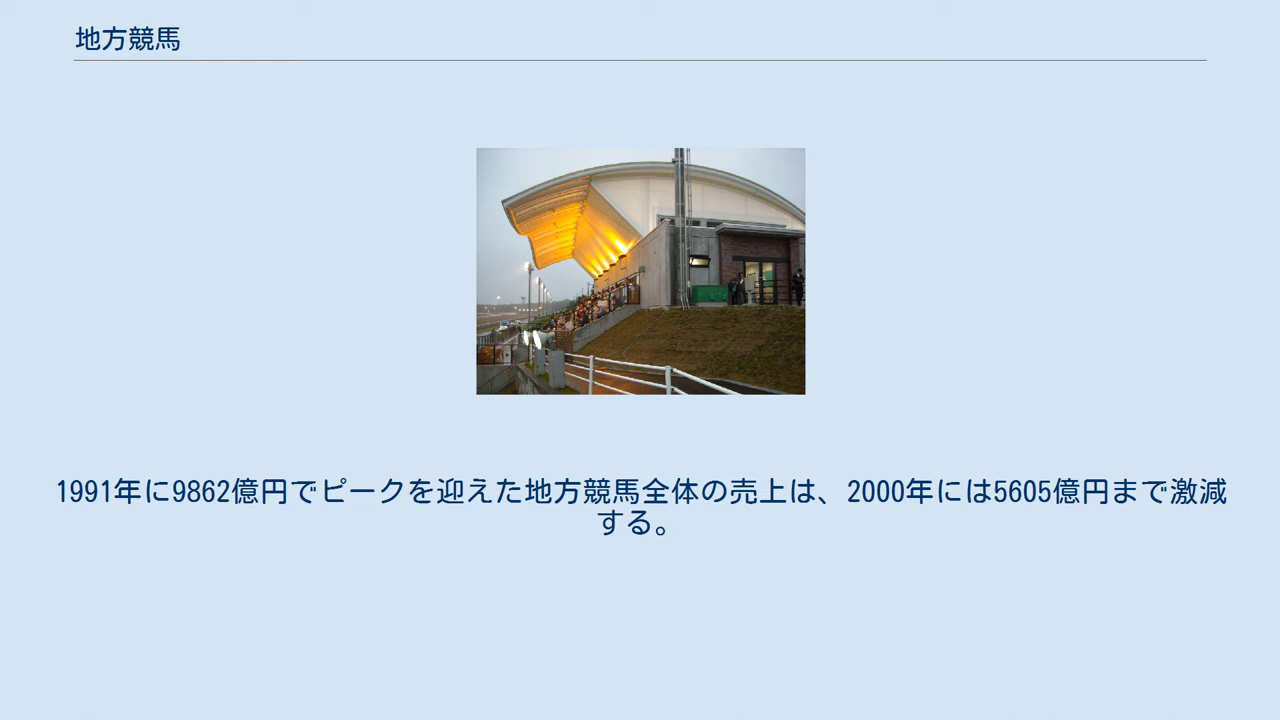 地方競馬
1991年に9862億円でピークを迎えた地方競馬全体の売上は、2000年には5605億円まで激減
する。